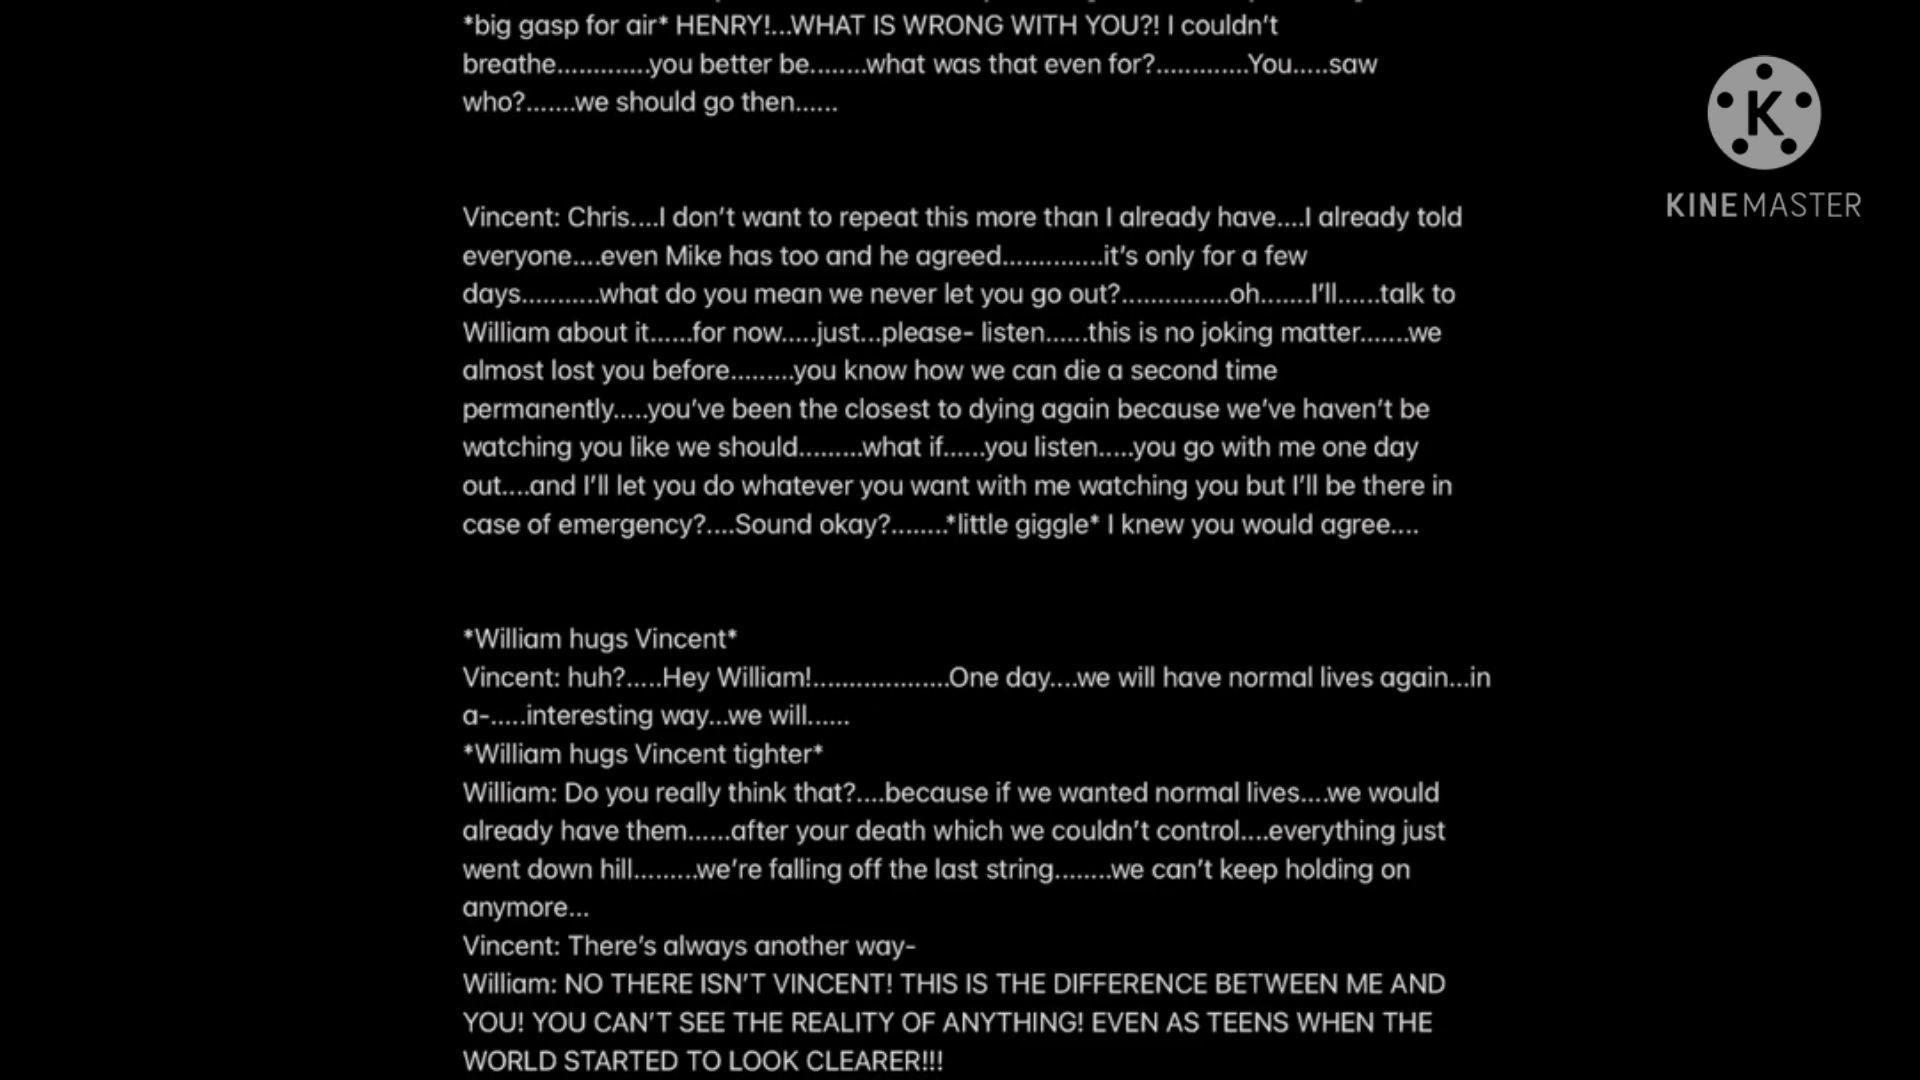 *big gasp for air* HENRY!...WHAT IS WRONG WITH YOU?! I couldn't
breathe.............you better be........what was that even for?.............You.....saw
who?.......we should go then......
Vincent: Chris....I don't want to repeat this more than I already have....I already told
everyone....even Mike has too and he agreed..............it's only for a few
days...........what do you mean we never let you go out?...............oh.......I'll......talk to
William about it......for now.....just...please- listen......this is no joking matter.......we
almost lost you before.........you know how we can die a second time
permanently.....you've been the closest to dying again because we've haven't be
watching you like we should.........what if......you listen.....you go with me one day
out....and I'll let you do whatever you want with me watching you but I'll be there in
case of emergency?....Sound okay?........*little giggle* I knew you would agree....
*William hugs Vincent*
Vincent: huh?.....Hey William!...................One day....we will have normal lives again...in
a-.....interesting way...we will......
*William hugs Vincent tighter*
William: Do you really think that?....because if we wanted normal lives....we would
already have them......after your death which we couldn't control....everything just
went down hill.........we're falling off the last string........we can't keep holding on
anymore...
Vincent: There's always another way-
William: NO THERE ISN'T VINCENT! THIS IS THE DIFFERENCE BETWEEN ME AND
YOU! YOU CAN'T SEE THE REALITY OF ANYTHING! EVEN AS TEENS WHEN THE
WORLD STARTED TO LOOK CLEARER!!!
K
KINEMASTER